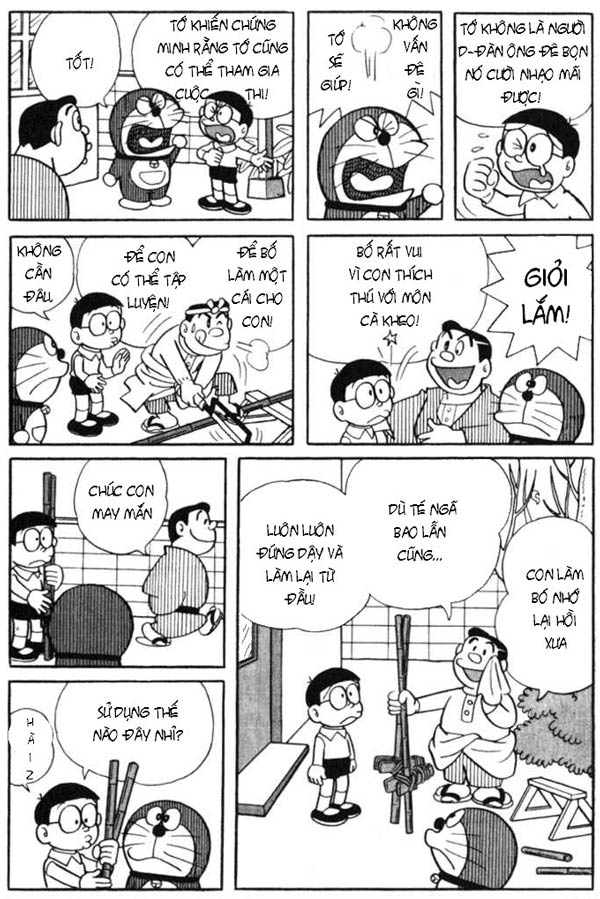 TỚ KHÔNG LÀ NGƯỜI
D-ĐÀN ÔNG ĐÊ BỌN
NÓ CƯỜI NHẠO MÃI
ĐƯỢC!
KHÔNG
VẤN
ĐÊ
GÌ!
TỚ
SẼ
GIÚP!
TỚ KHIẾN CHỨNG
MINH RẰNG TỚ CŨNG
CÓ THỂ THAM GIA
CUỘC THI!
TỐT!
GIỎI
LẮM!
BỐ RẤT VUI
VÌ CON THÍCH
THÚ VỚI MÔN
CÀ KHEO!
ĐỂ BỐ
LÀM MỘT
CÁI CHO
CON!
ĐỂ CON
CÓ THỂ TẬP
LUYỆN!
KHÔNG
CẦN
ĐÂU.
CON LÀM
BỐ NHỚ
LẠI HỒI
XƯA
DÙ TÉ NGÃ
BAO LẦN
CŨNG...
LUÔN LUÔN
ĐỨNG DẬY VÀ
LÀM LẠI TỪ
ĐẦU!
CHÚC CON
MAY MẮN
SỬ DỤNG THẾ
NÀO ĐÂY NHỈ?